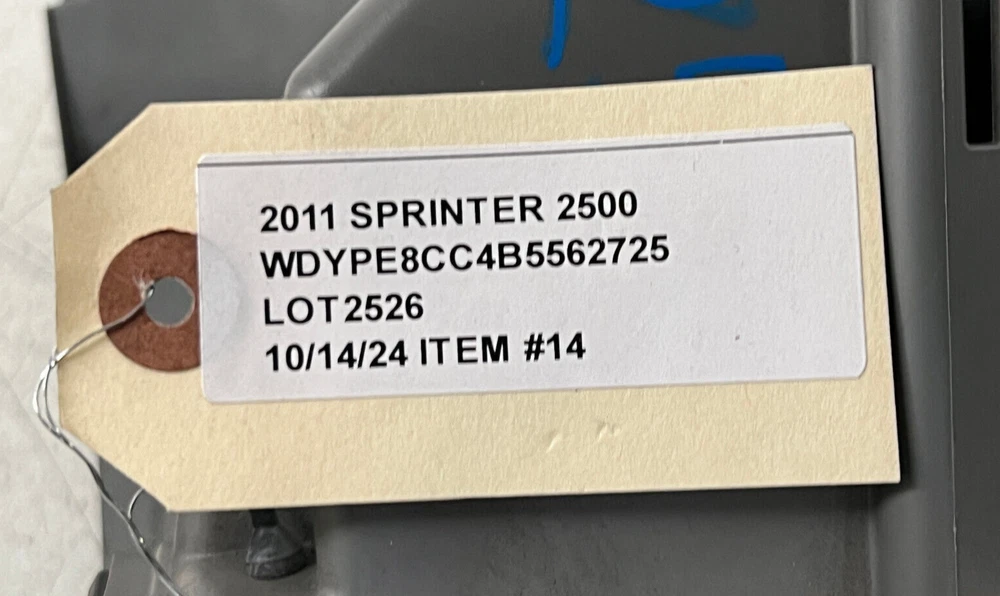 2011 SPRINTER 2500
WDYPE8CC4B5562725
LOT2526
10/14/24 ITEM #14